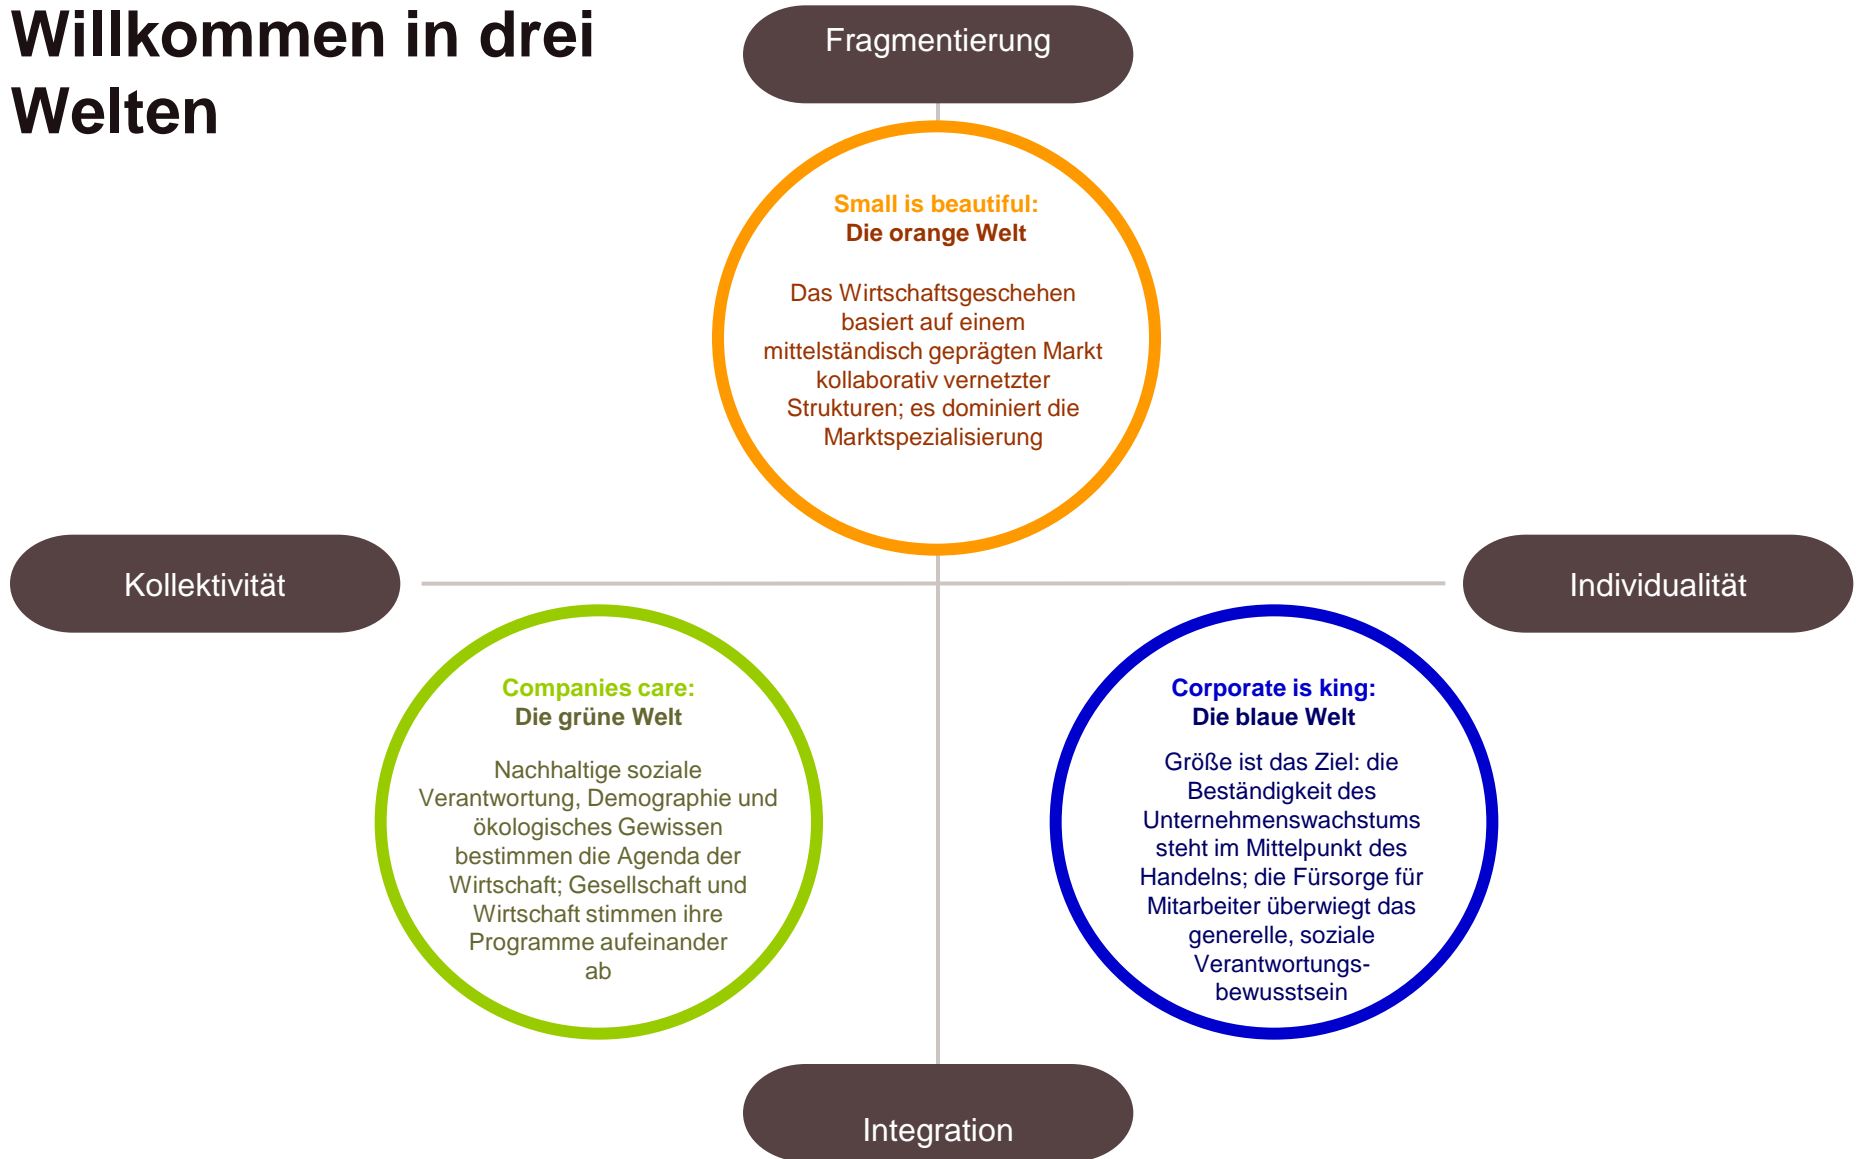 Willkommen in drei
Welten
Fragmentierung
Small is beautiful:
Die orange Welt
Das Wirtschaftsgeschehen
basiert auf einem
mittelständisch geprägten Markt
kollaborativ vernetzter
Strukturen; es dominiert die
Marktspezialisierung
Kollektivität
Individualität
Companies care:
Die grüne Welt
Nachhaltige soziale
Verantwortung, Demographie und
ökologisches Gewissen
bestimmen die Agenda der
Wirtschaft; Gesellschaft und
Wirtschaft stimmen ihre
Programme aufeinander
ab
Corporate is king:
Die blaue Welt
Größe ist das Ziel: die
Beständigkeit des
Unternehmenswachstums
steht im Mittelpunkt des
Handelns; die Fürsorge für
Mitarbeiter überwiegt das
generelle, soziale
Verantwortungs-
bewusstsein
Integration